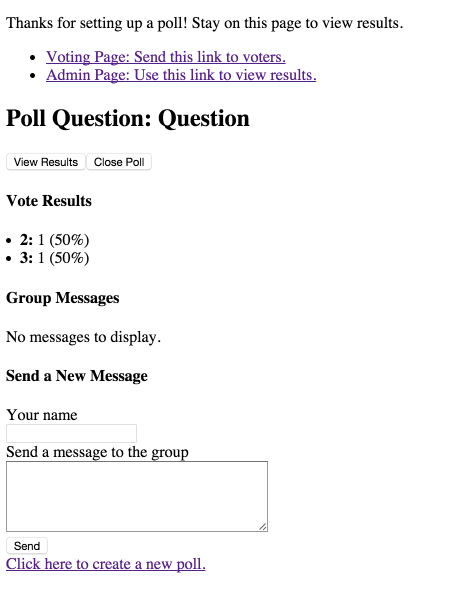 Thanks for setting up a poll! Stay on this page to view results.
• Voting Page: Send this link to voters.
• Admin Page: Use this link to view results.
Poll Question: Question
View Results Close Poll
Vote Results
• 2: 1 (50%)
• 3: 1 (50%)
Group Messages
No messages to display.
Send a New Message
Your name
Send a message to the group
Send
Click here to create a new poll.